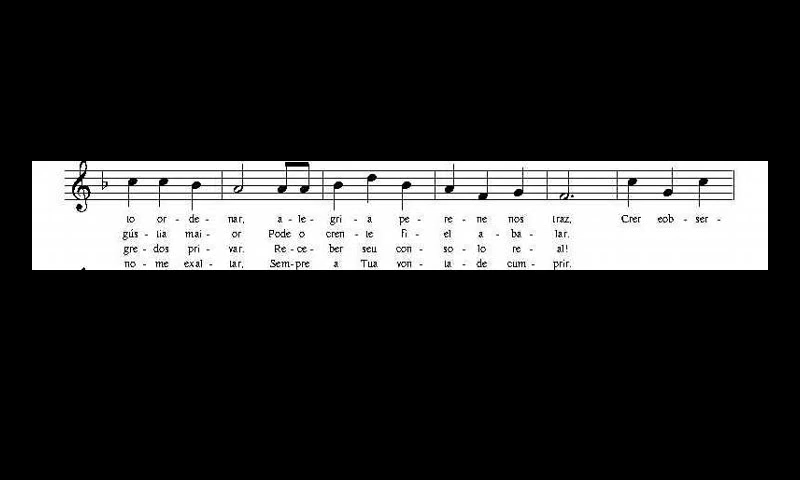 to or - de - nar, a - le - gri - a pe - re - ne nos traz, Crer eob - ser -
gús - tia mai - or Pode o cren - te fi - el a - ba - lar.
gre - dos pri - var. Re - ce - ber seu con - so - lo re - al!
no - me exal - tar, Sem - pre a Tua von - ta - de cum - prir.